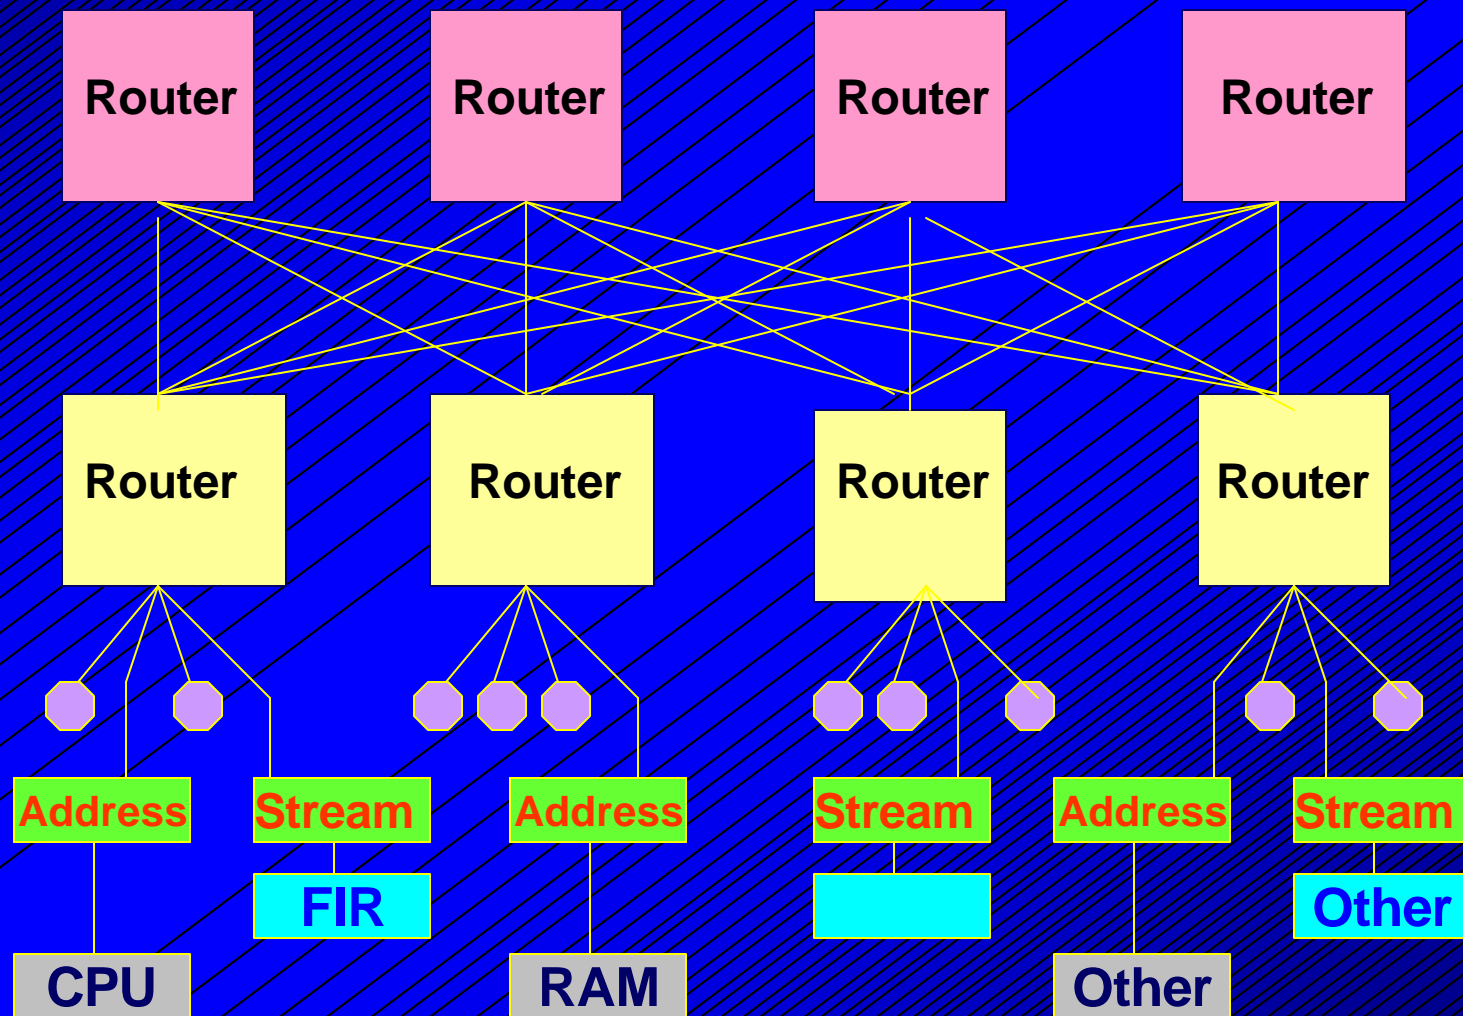 Router Router Router Router
Router Router Router Router
Address Stream Address Stream Address Stream
FIR Other
CPU RAM Other